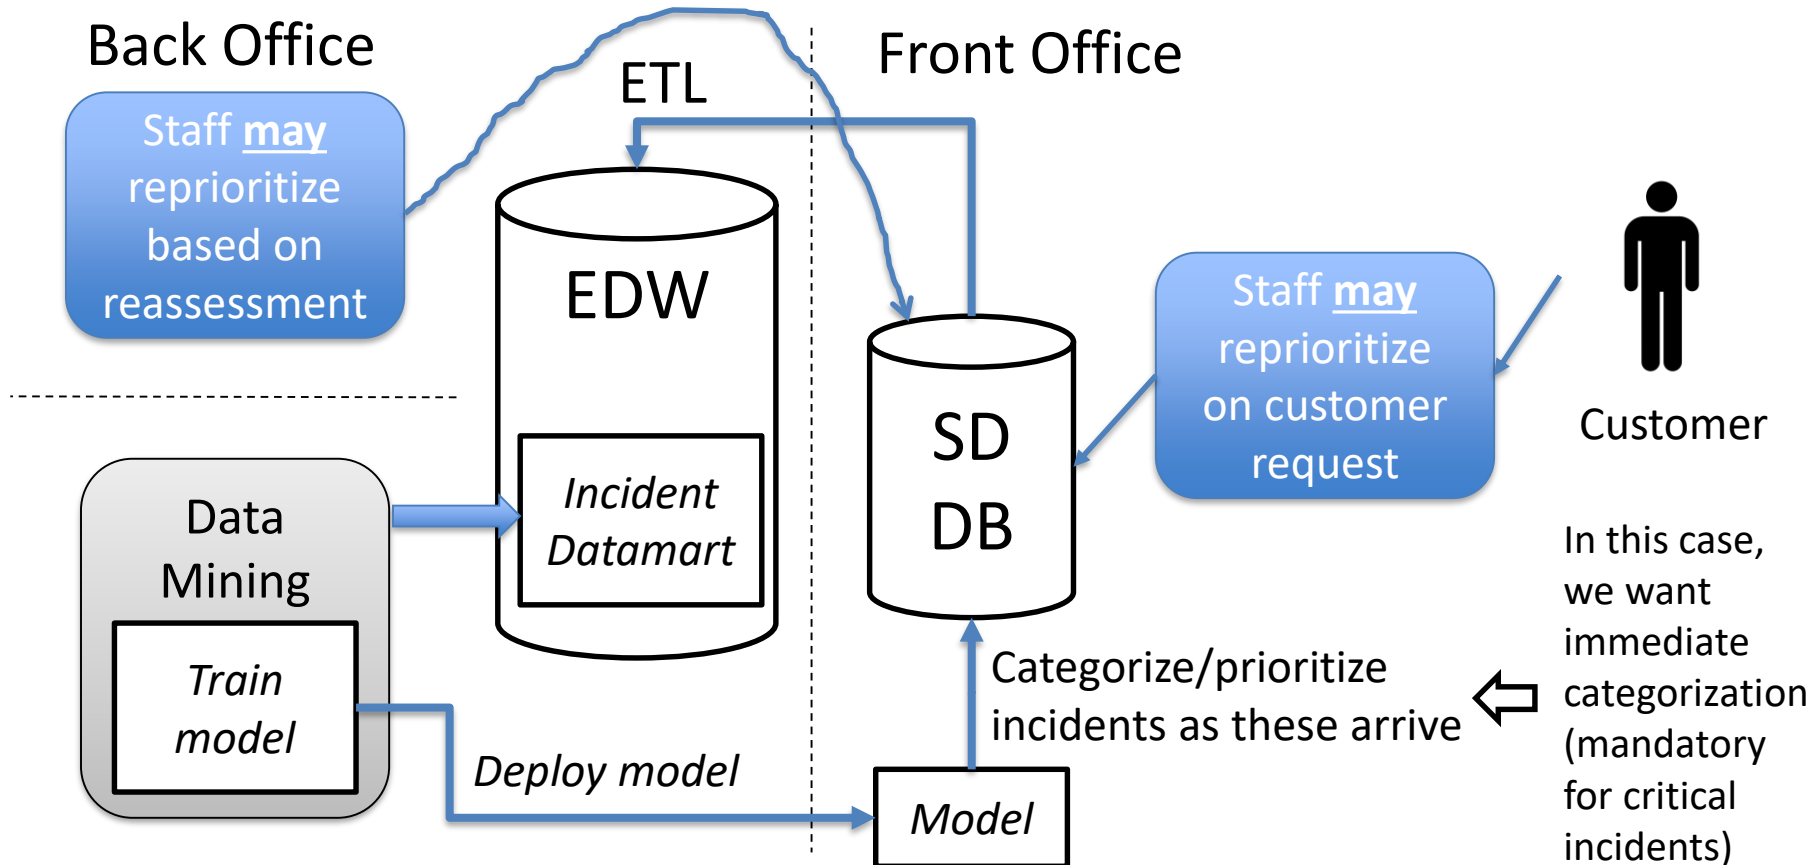 Back Office
Front Office
ETL
Staff may
reprioritize
based on
reassessment
EDW
Staff may
reprioritize
on customer
request
Customer
SD
DB
Incident
Datamart
Data
Mining
Train
model
Deploy model
Model
Categorize/prioritize
incidents as these arrive
In this case,
we want
immediate
categorization
(mandatory
for critical
incidents)